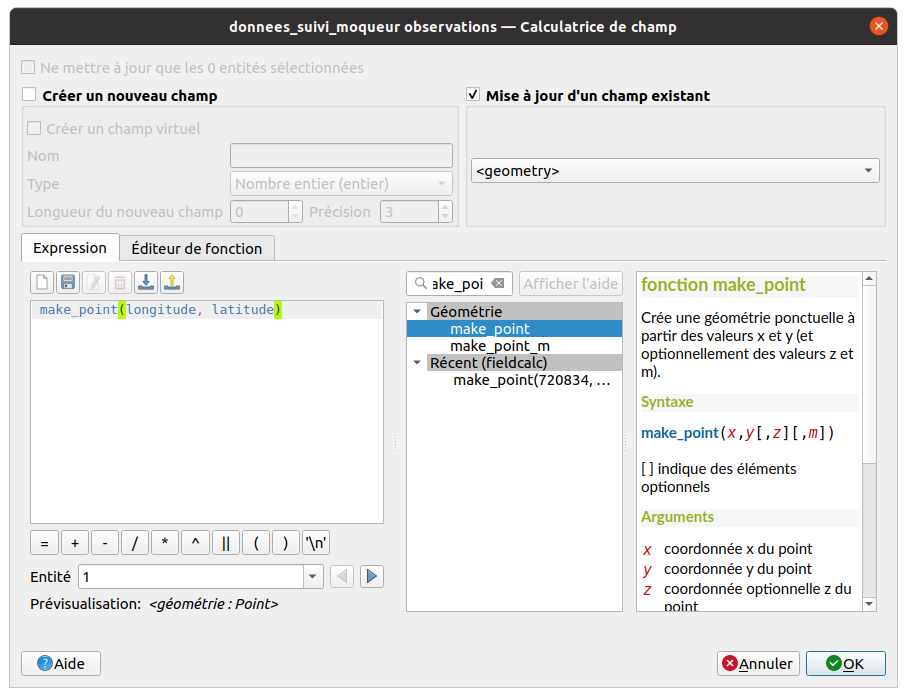 donnees_suivi_moqueur observations — Calculatrice de champ
Ne mettre à jour que les 0 entités sélectionnées
Créer un nouveau champ
Mise à jour d'un champ existant
Créer un champ virtuel
Nom
<geometry>
Type
Nombre entier (entier)
Longueur du nouveau champ
0
Précision
3
Expression
Éditeur de fonction
make_point(longitude, latitude)
ake_poi
Afficher l'aide
Géométrie
make_point
make_point_m
Récent (fieldcalc)
make_point(720834, ...
fonction make_point
Crée une géométrie ponctuelle à
partir des valeurs x et y (et
optionnellement des valeurs z et
m).
Syntaxe
make_point(x,y[,z][,m])
[ ] indique des éléments
optionnels
Arguments
x coordonnée x du point
y coordonnée y du point
z coordonnée optionnelle z du
point
= + - / * ^ || ( ) '\n'
Entité
1
Prévisualisation: <géométrie : Point>
Aide
Annuler
OK